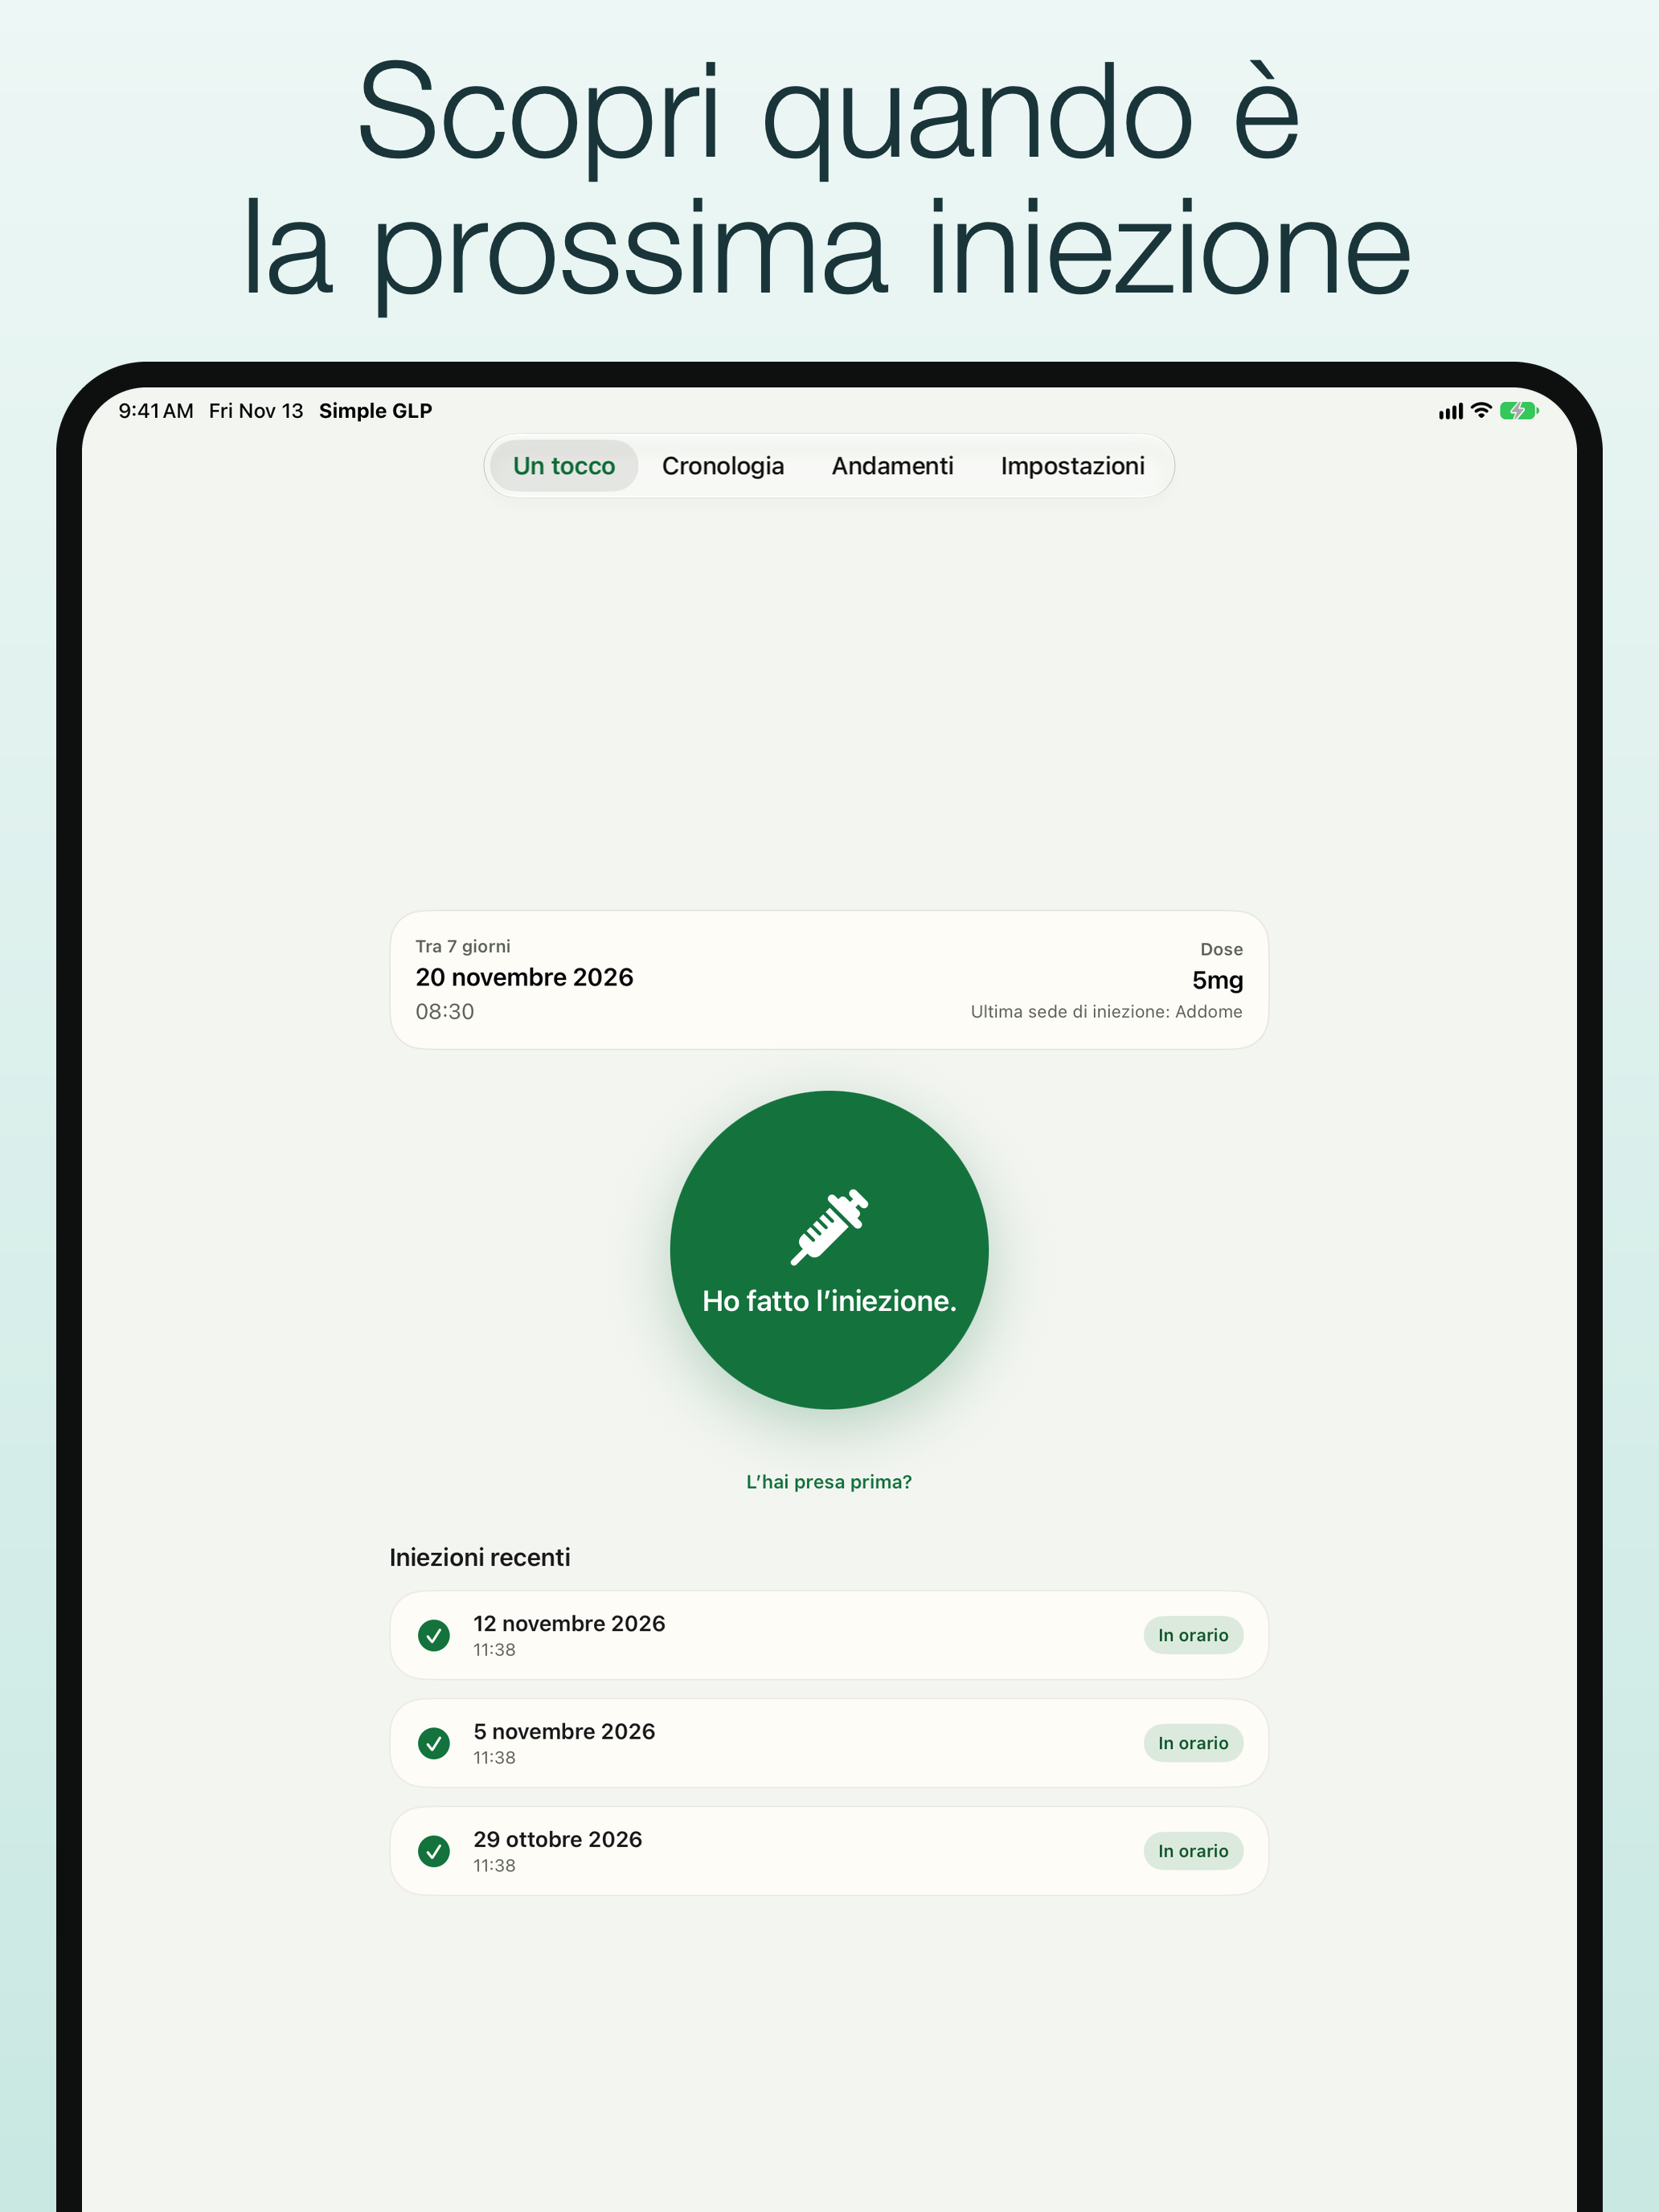 Scopri quando è
la prossima iniezione
9:41 AM Fri Nov 13 Simple GLP
Un tocco Cronologia Andamenti Impostazioni
Tra 7 giorni
20 novembre 2026
08:30
Dose
5mg
Ultima sede di iniezione: Addome
Ho fatto l’iniezione.
L’hai presa prima?
Iniezioni recenti
12 novembre 2026
11:38
In orario
5 novembre 2026
11:38
In orario
29 ottobre 2026
11:38
In orario